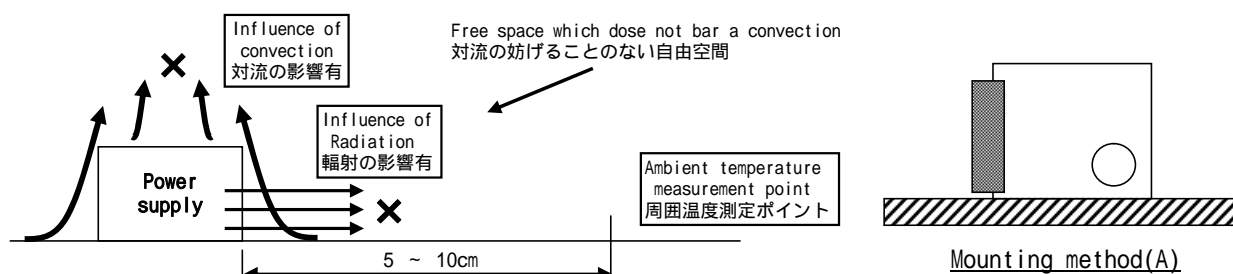 Influence of
convection
対流の影響有
Free space which dose not bar a convection
対流の妨げることのない自由空間
Influence of
Radiation
輻射の影響有
Power
supply
Ambient temperature
measurement point
周囲温度測定ポイント
5 ~ 10cm
Mounting method(A)